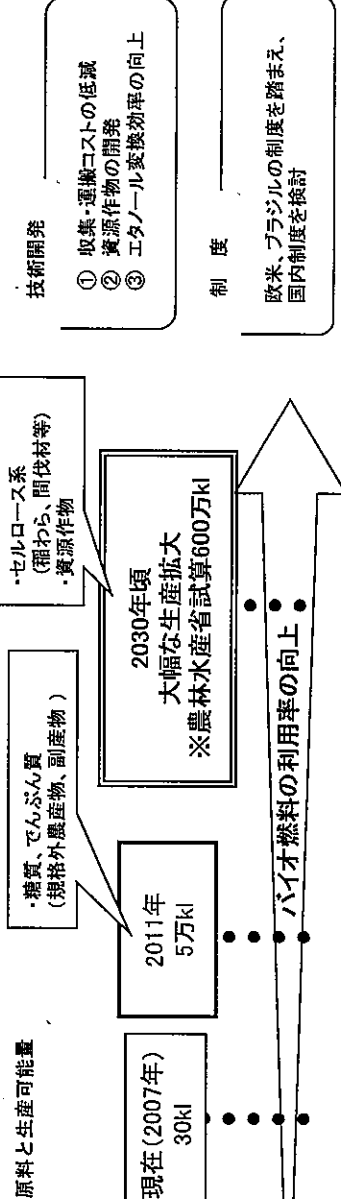 原料と生産可能量
現在(2007年)
30kl
・糖質、でんぷん質
(規格外農産物、副産物)
2011年
5万kl
・セルロース系
(稲わら、間伐材等)
・資源作物
2030年頃
大幅な生産拡大
※農林水産省試算600万kl
バイオ燃料の利用率の向上
技術開発
① 収集・運搬コストの低減
② 資源作物の開発
③ エタノール変換効率の向上
制 度
欧米、ブラジルの制度を踏まえ、
国内制度を検討